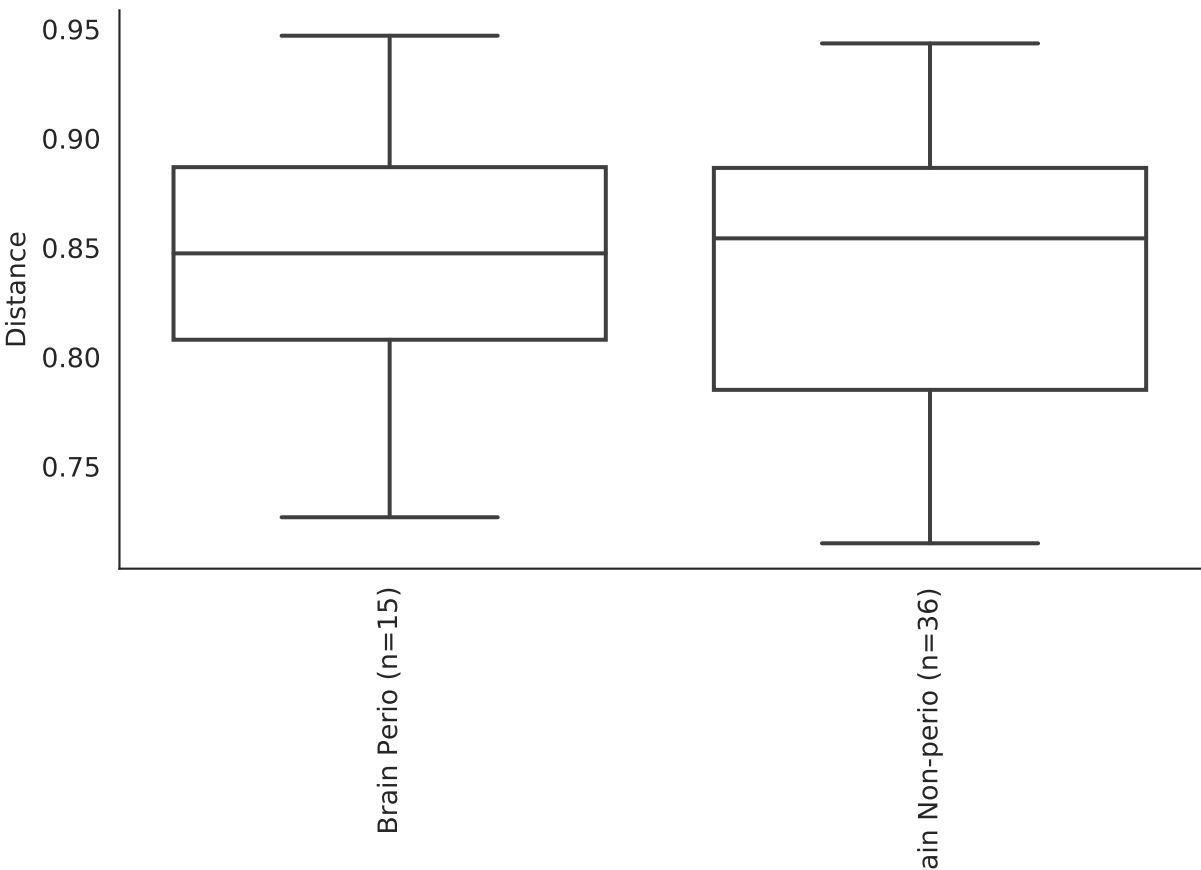 0.95
0.90
0.85
0.80
0.75
Distance
Brain Perio (n=15)
ain Non-perio (n=36)